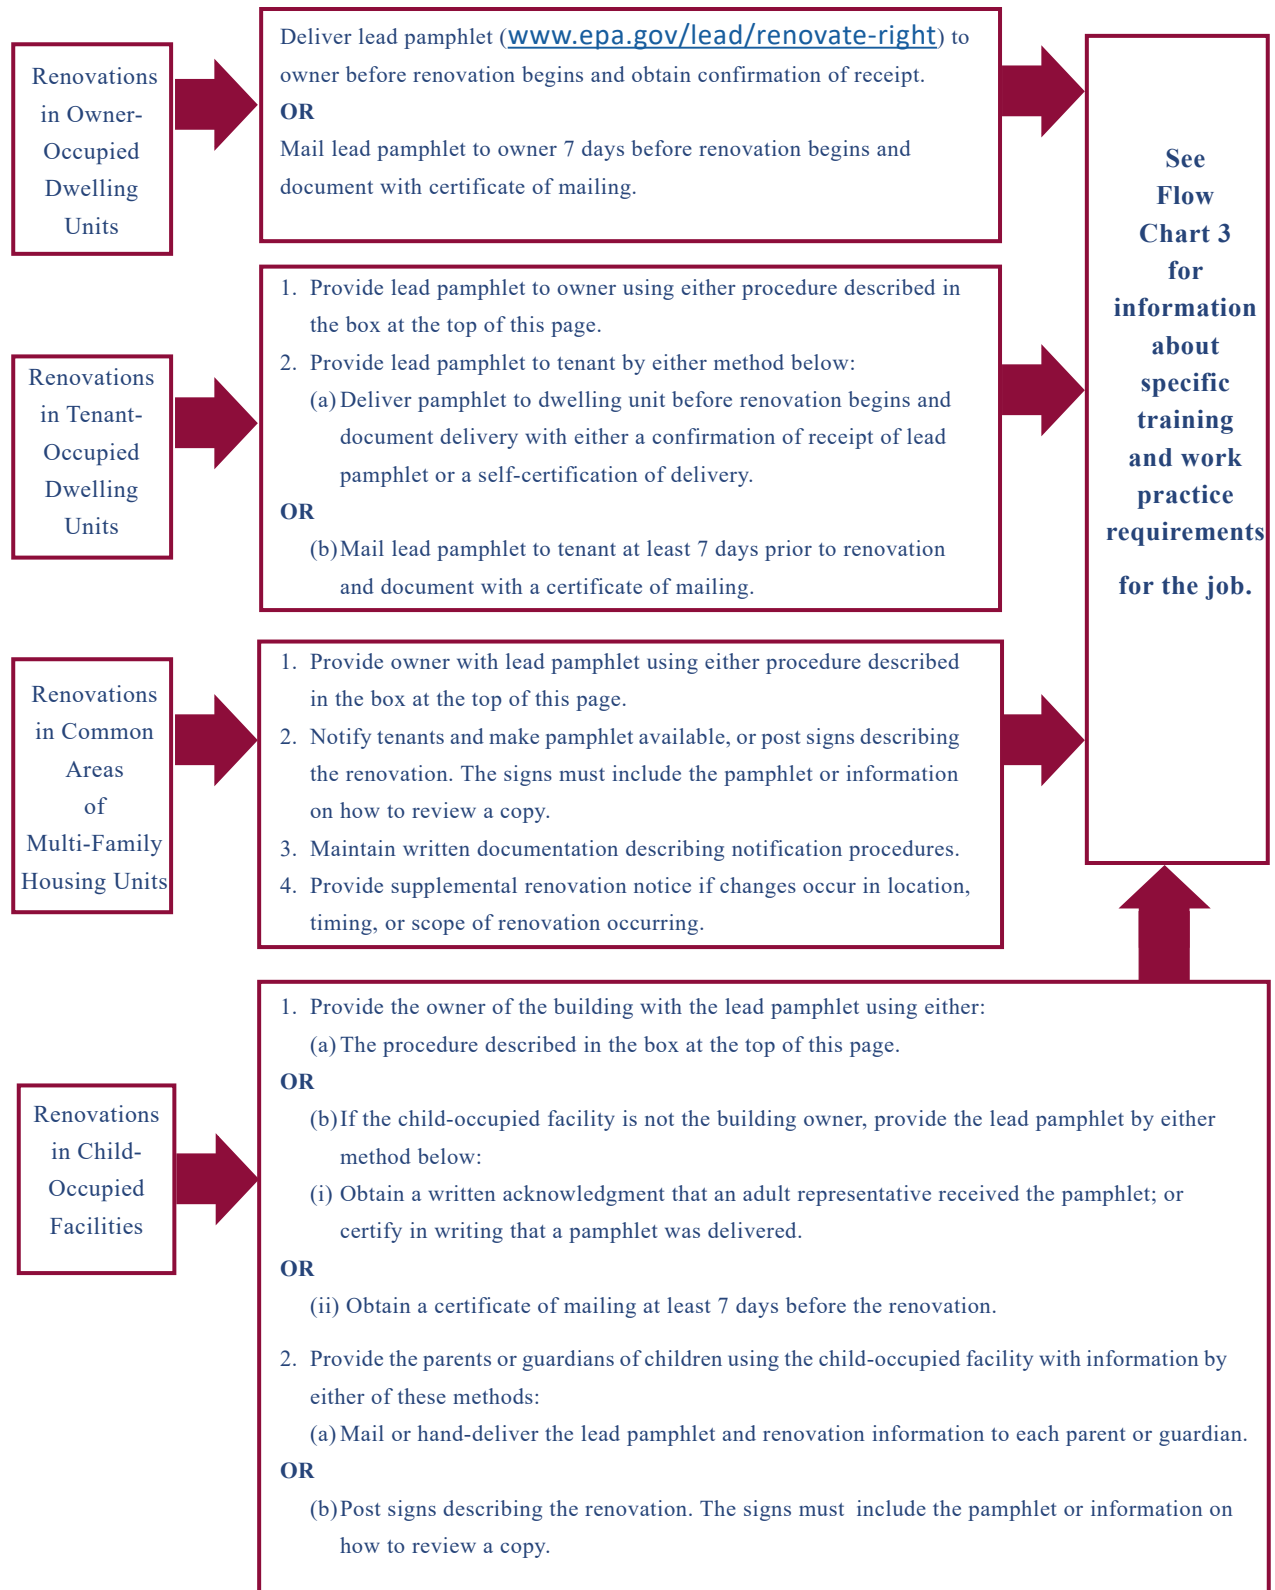 Renovations
in Owner-
Occupied
Dwelling
Units
Deliver lead pamphlet (www.epa.gov/lead/renovate-right) to
owner before renovation begins and obtain confirmation of receipt.
OR
Mail lead pamphlet to owner 7 days before renovation begins and
document with certificate of mailing.
Renovations
in Tenant-
Occupied
Dwelling
Units
1. Provide lead pamphlet to owner using either procedure described in
the box at the top of this page.
2. Provide lead pamphlet to tenant by either method below:
(a) Deliver pamphlet to dwelling unit before renovation begins and
document delivery with either a confirmation of receipt of lead
pamphlet or a self-certification of delivery.
OR
(b) Mail lead pamphlet to tenant at least 7 days prior to renovation
and document with a certificate of mailing.
Renovations
in Common
Areas
of
Multi-Family
Housing Units
1. Provide owner with lead pamphlet using either procedure described
in the box at the top of this page.
2. Notify tenants and make pamphlet available, or post signs describing
the renovation. The signs must include the pamphlet or information
on how to review a copy.
3. Maintain written documentation describing notification procedures.
4. Provide supplemental renovation notice if changes occur in location,
timing, or scope of renovation occurring.
See
Flow
Chart 3
for
information
about
specific
training
and work
practice
requirements
for the job.
Renovations
in Child-
Occupied
Facilities
1. Provide the owner of the building with the lead pamphlet using either:
(a) The procedure described in the box at the top of this page.
OR
(b) If the child-occupied facility is not the building owner, provide the lead pamphlet by either
method below:
(i) Obtain a written acknowledgment that an adult representative received the pamphlet; or
certify in writing that a pamphlet was delivered.
OR
(ii) Obtain a certificate of mailing at least 7 days before the renovation.
2. Provide the parents or guardians of children using the child-occupied facility with information by
either of these methods:
(a) Mail or hand-deliver the lead pamphlet and renovation information to each parent or guardian.
OR
(b) Post signs describing the renovation. The signs must include the pamphlet or information on
how to review a copy.